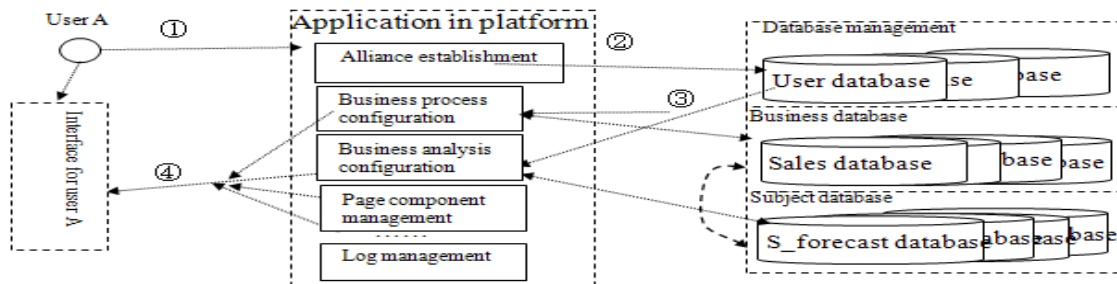 User A
①
Interface for user A
④
Application in platform
Alliance establishment
Business process
configuration
Business analysis
configuration
Page component
management
......
Log management
②
③
Database management
User database
base
base
Business database
Sales database
base
base
Subject database
S_forecast database
abase
base
base